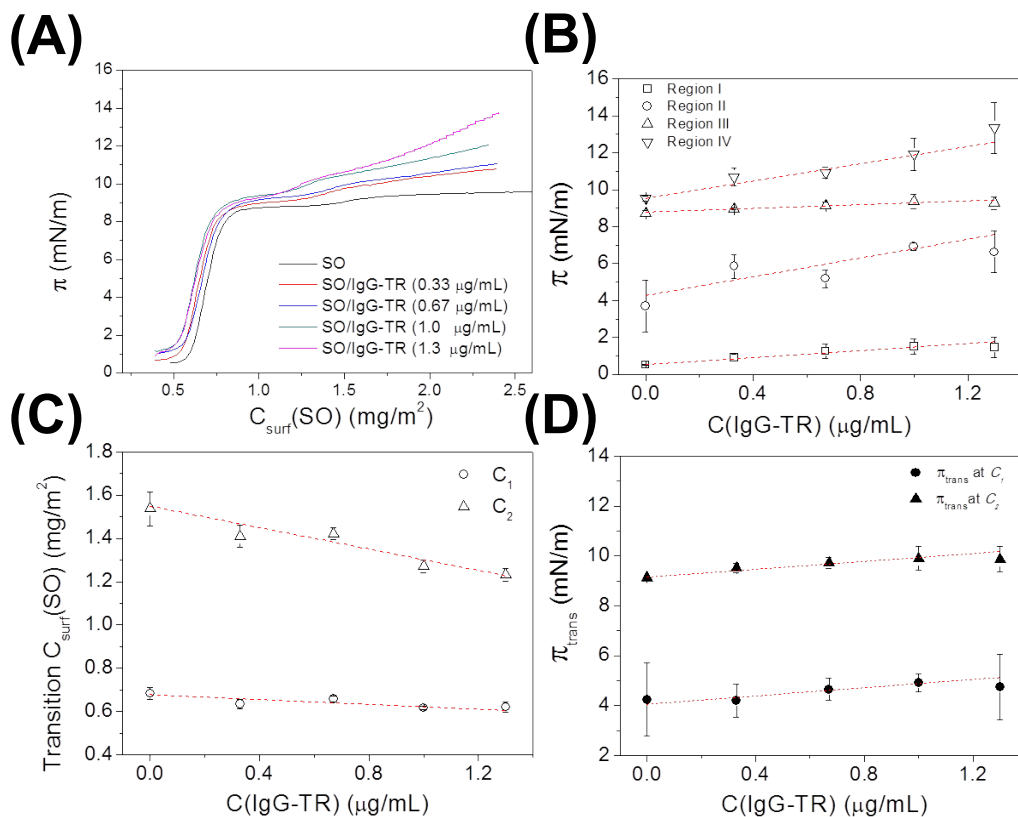 (A)
16
14
12
10
8
6
4
2
0
π (mN/m)
SO
SO/IgG-TR (0.33 μg/mL)
SO/IgG-TR (0.67 μg/mL)
SO/IgG-TR (1.0 μg/mL)
SO/IgG-TR (1.3 μg/mL)
0.5 1.0 1.5 2.0 2.5
Csurf(SO) (mg/m2)
(B)
16
14
12
10
8
6
4
2
0
π (mN/m)
Region I
Region II
Region III
Region IV
0.0 0.4 0.8 1.2
C(IgG-TR) (μg/mL)
(C)
1.8
1.6
1.4
1.2
1.0
0.8
0.6
0.4
Transition Csurf(SO) (mg/m2)
C1
C2
0.0 0.4 0.8 1.2
C(IgG-TR) (μg/mL)
(D)
14
12
10
8
6
4
2
πtrans (mN/m)
πtrans at C1
πtrans at C2
0.0 0.4 0.8 1.2
C(IgG-TR) (μg/mL)